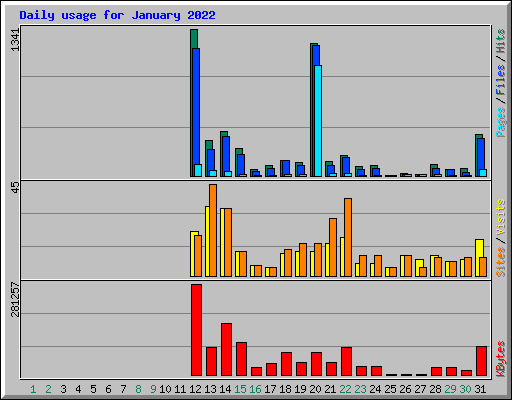 Daily usage for January 2022
1341
Pages / Files / Hits
45
Sites / Visits
281257
KBytes
1 2 3 4 5 6 7 8 9 10 11 12 13 14 15 16 17 18 19 20 21 22 23 24 25 26 27 28 29 30 31